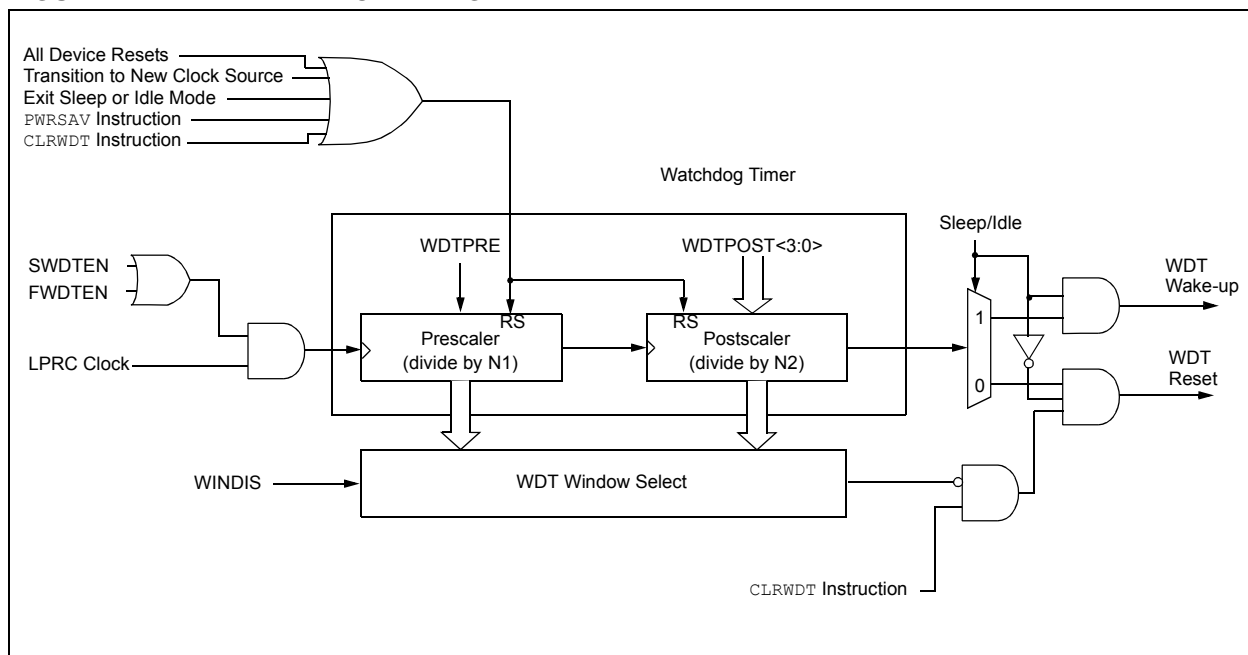 All Device Resets
Transition to New Clock Source
Exit Sleep or Idle Mode
PWRSAV Instruction
CLRWDT Instruction
Watchdog Timer
Sleep/Idle
WDTPRE
WDTPOST<3:0>
SWDTEN
FWDTEN
WDT
Wake-up
RS
RS
1
Prescaler
(divide by N1)
Postscaler
(divide by N2)
LPRC Clock
WDT
Reset
0
WINDIS
WDT Window Select
CLRWDT Instruction